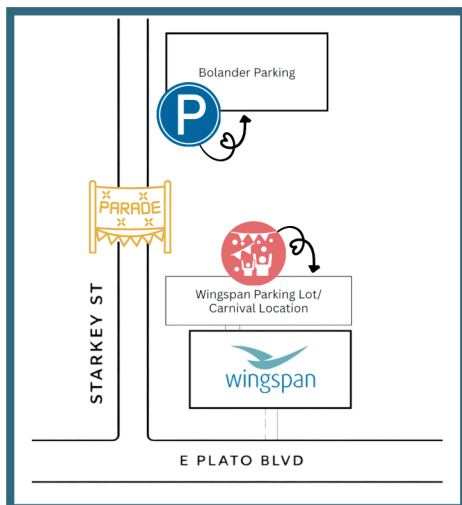 Bolander Parking
P
PARADE
STARKEY ST
Wingspan Parking Lot/
Carnival Location
wingspan
E PLATO BLVD